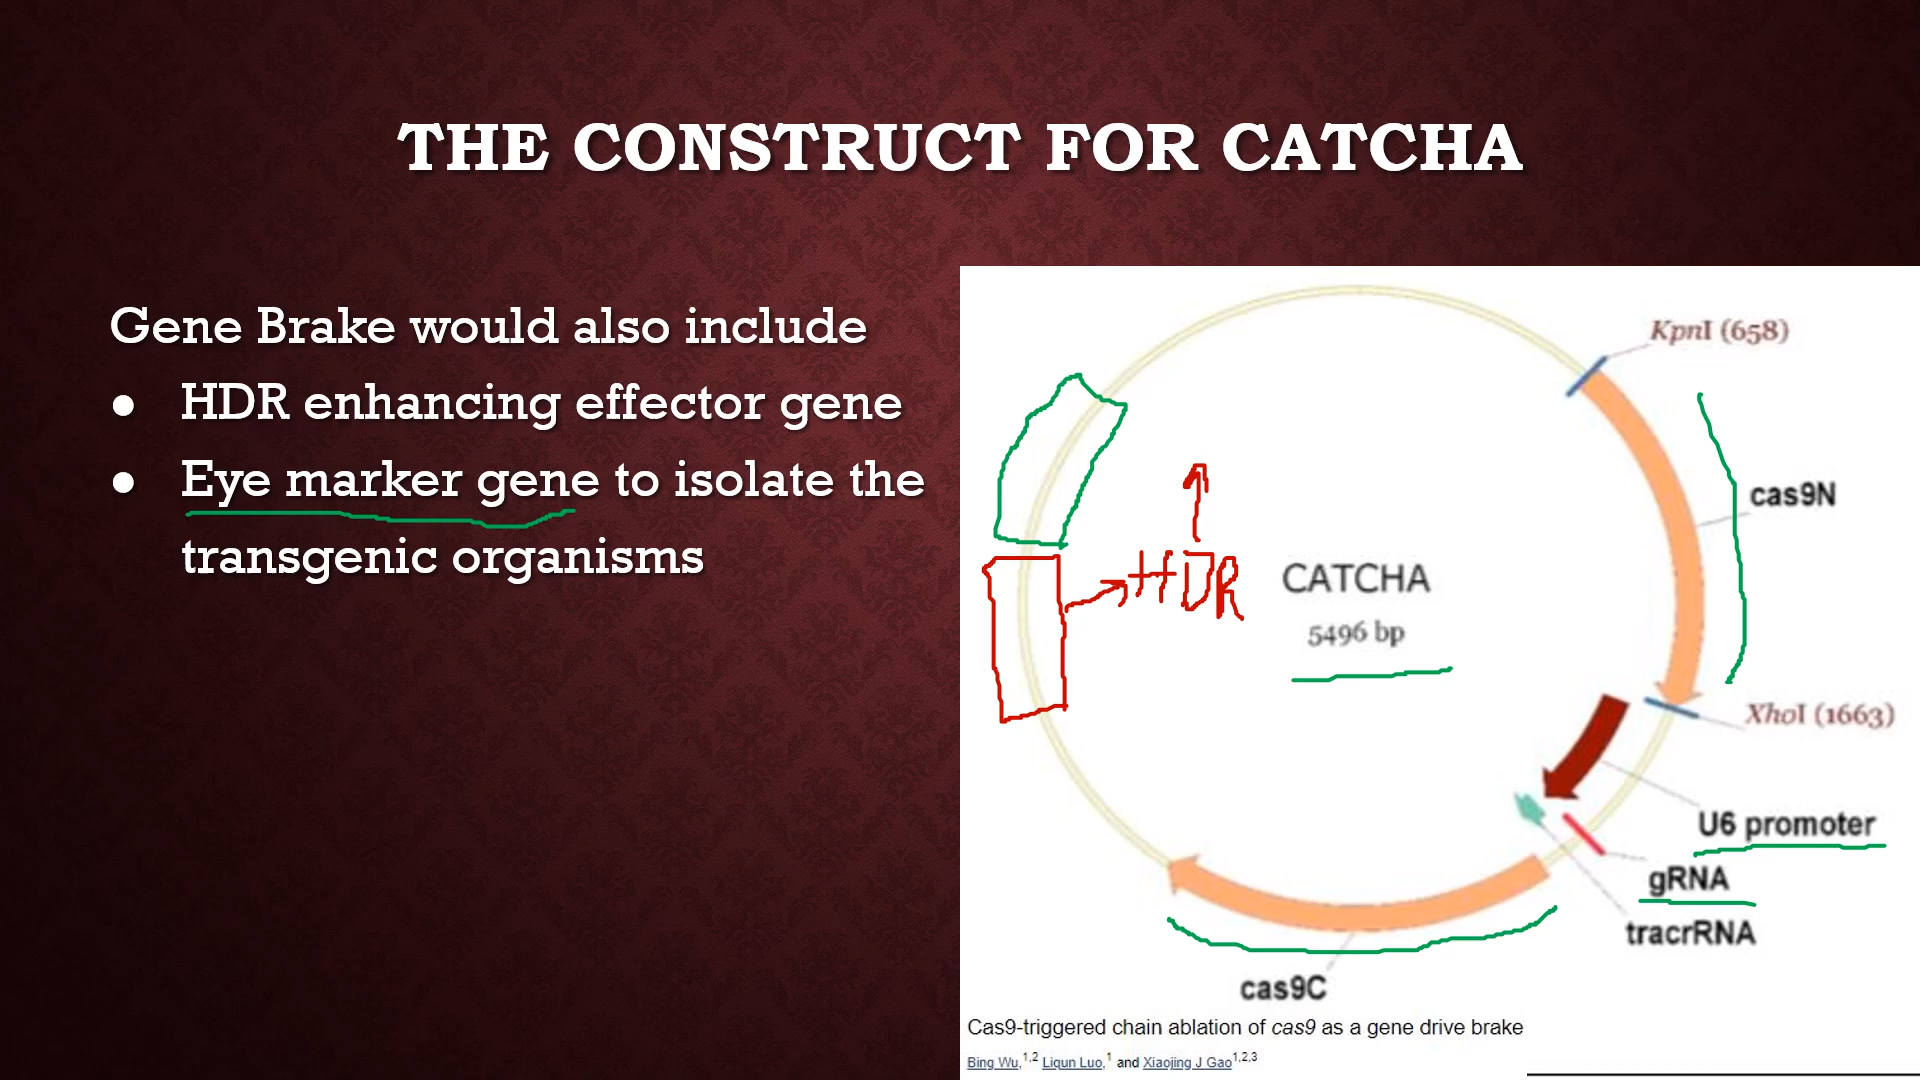 THE CONSTRUCT FOR CATCHA
Gene Brake would also include
● HDR enhancing effector gene
● Eye marker gene to isolate the
transgenic organisms
KpnI (658)
cas9N
HDR
CATCHA
5496 bp
XhoI (1663)
U6 promoter
gRNA
tracrRNA
cas9C
Cas9-triggered chain ablation of cas9 as a gene drive brake
Bing Wu,1,2 Liqun Luo,1 and Xiaojing J Gao1,2,3